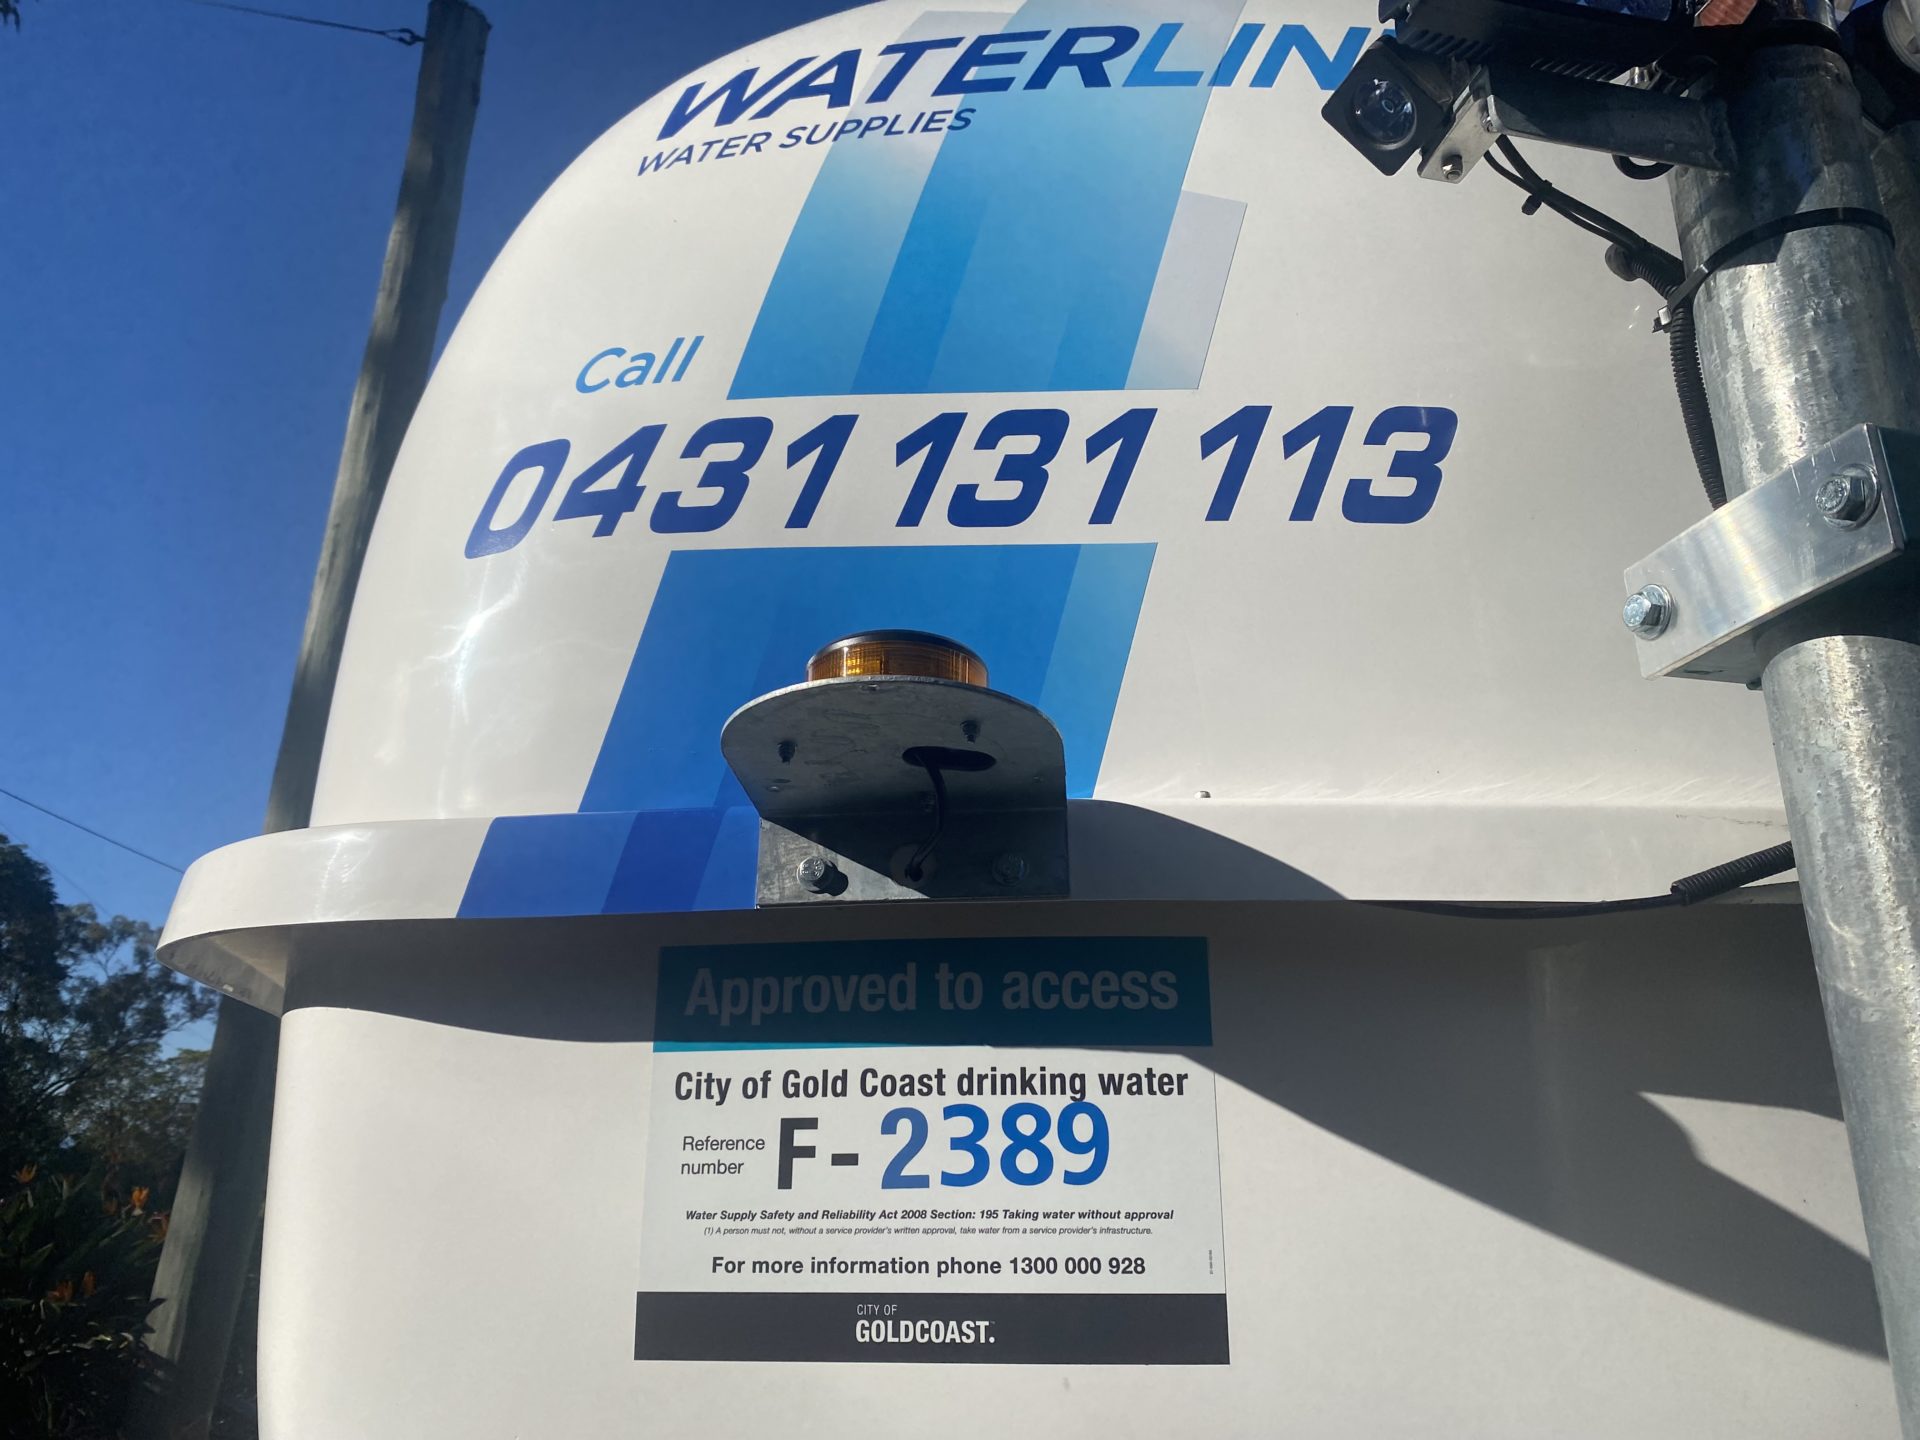 WATERLIN
WATER SUPPLIES
Call
0431 131 113
Approved to access
City of Gold Coast drinking water
Reference number F-2389
Water Supply Safety and Reliability Act 2008 Section: 195 Taking water without approval
(1) A person must not, without a service provider's written approval, take water from a service provider's infrastructure.
For more information phone 1300 000 928
CITY OF
GOLDCOAST.